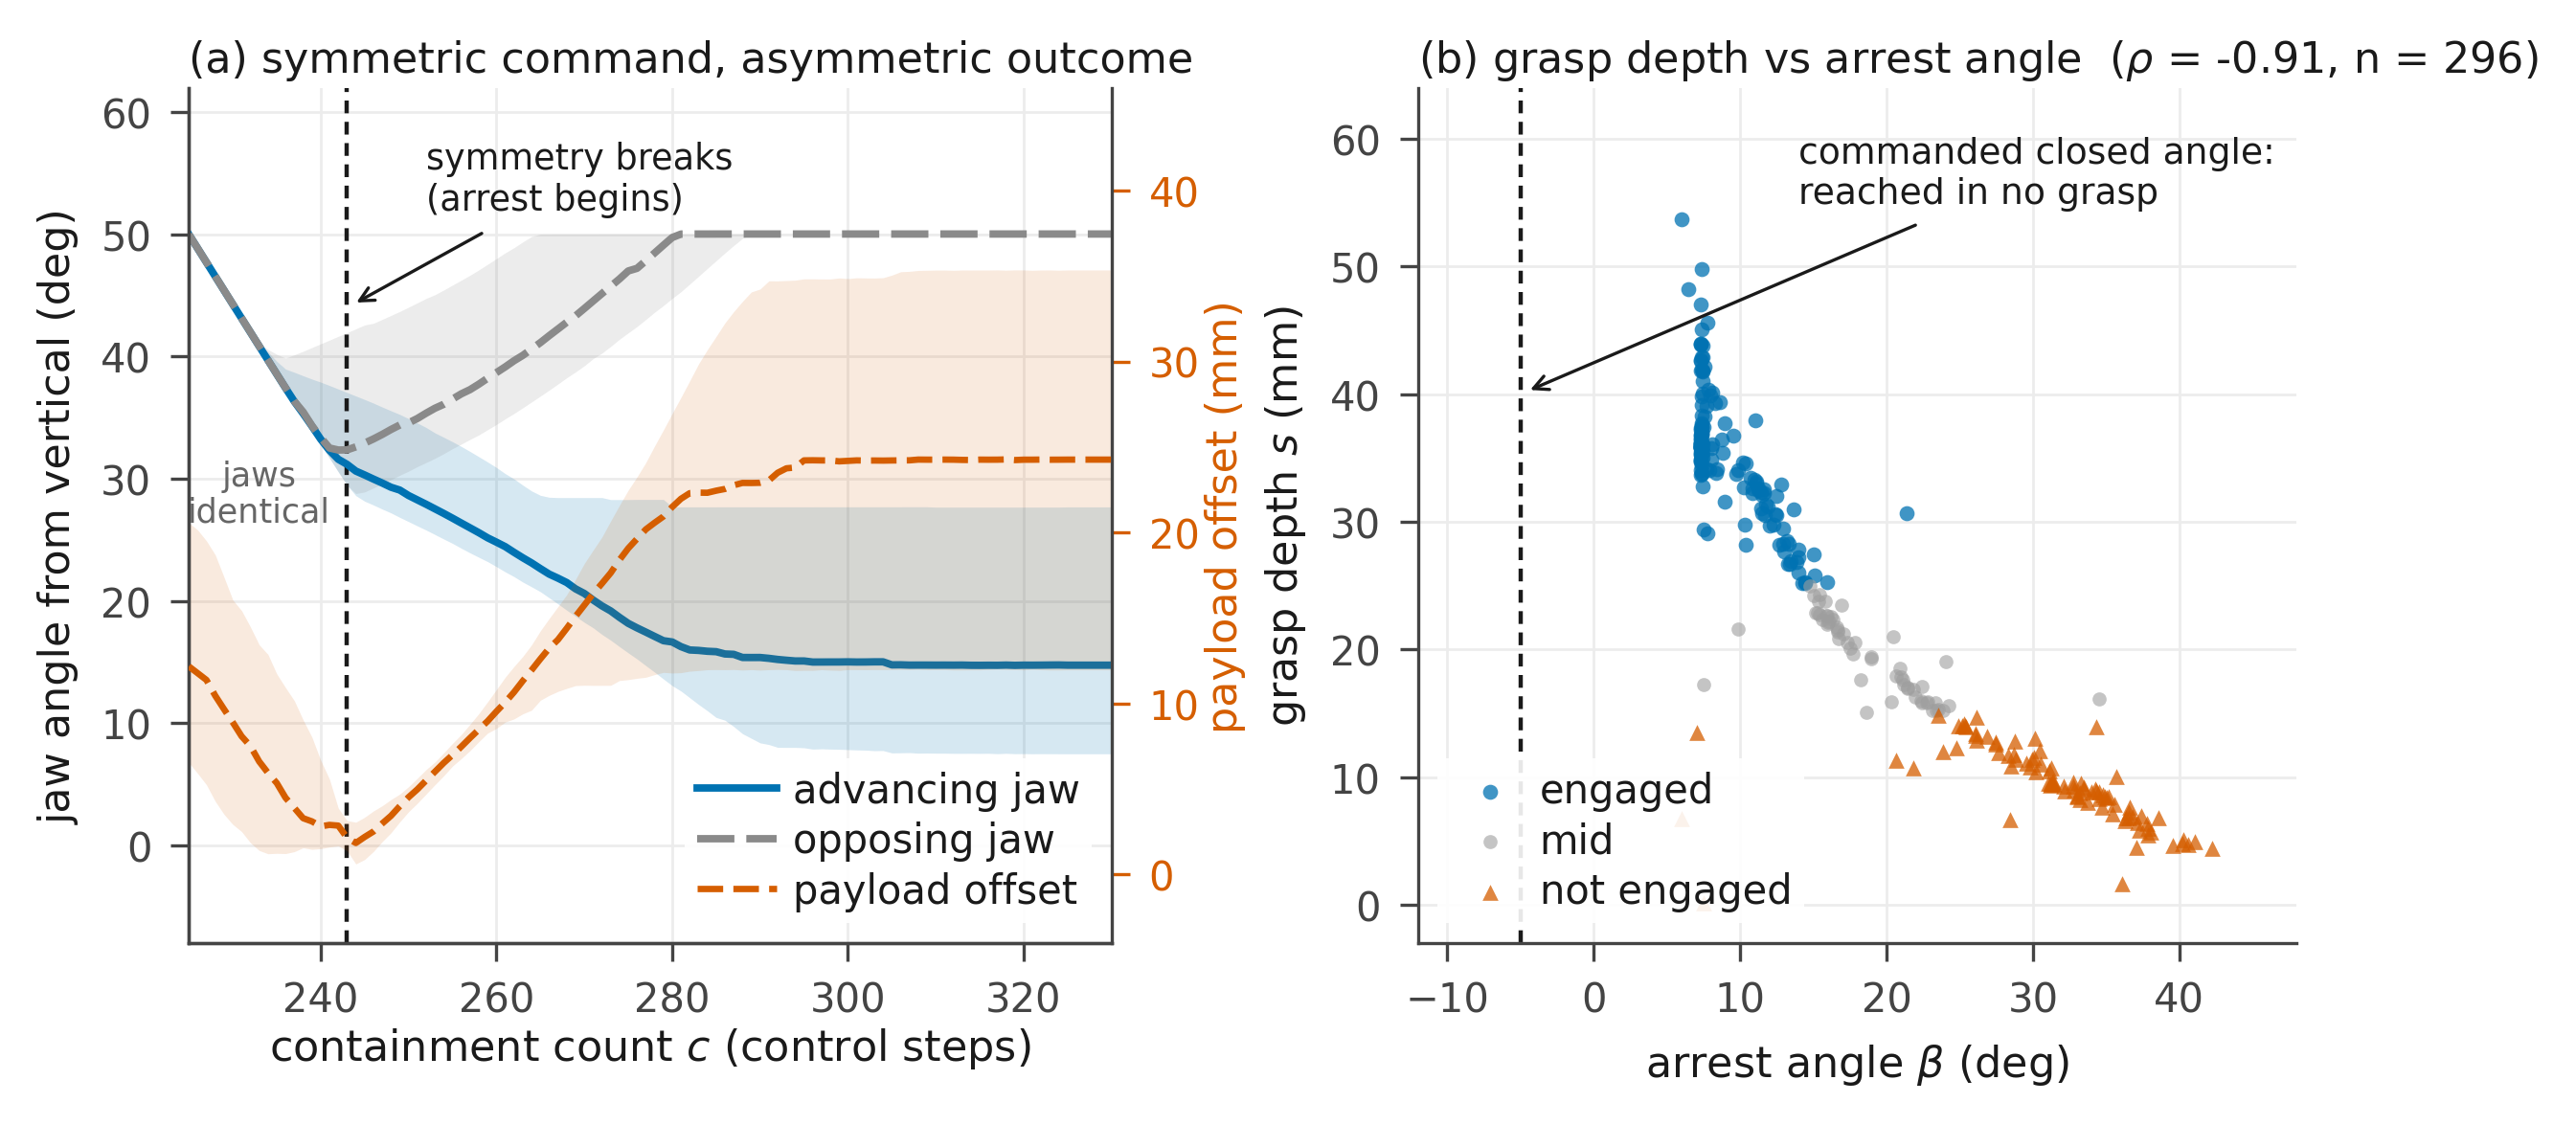 (a) symmetric command, asymmetric outcome
60
50
40
30
20
10
0
jaw angle from vertical (deg)
symmetry breaks
(arrest begins)
jaws
identical
advancing jaw
opposing jaw
payload offset
40
30
20
10
0
payload offset (mm)
240
260
280
300
320
containment count c (control steps)
(b) grasp depth vs arrest angle (ρ = -0.91, n = 296)
60
50
40
30
20
10
0
grasp depth s (mm)
commanded closed angle:
reached in no grasp
engaged
mid
not engaged
−10
0
10
20
30
40
arrest angle β (deg)